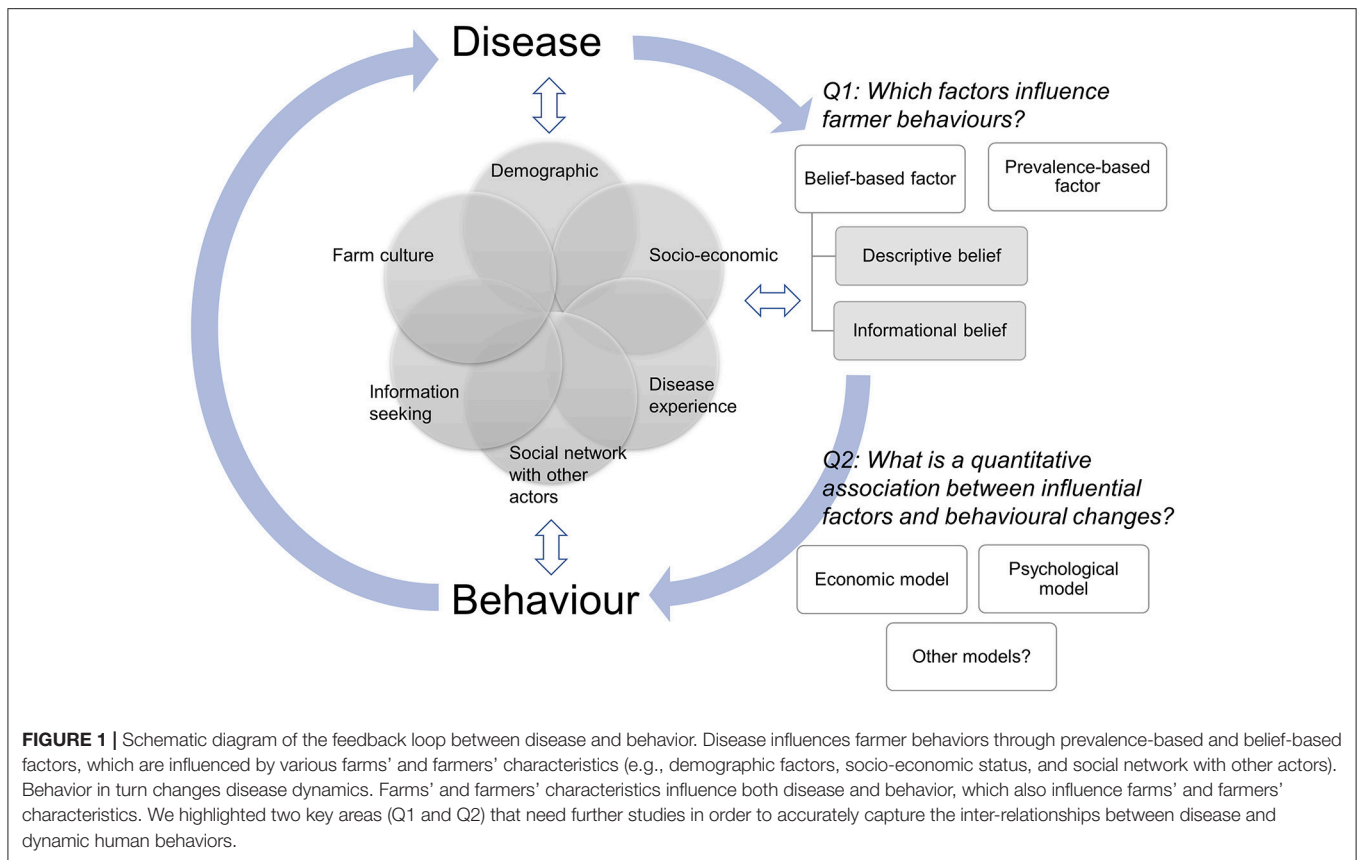 Disease
Q1: Which factors influence
farmer behaviours?
Belief-based factor
Prevalence-based
factor
Descriptive belief
Informational belief
Demographic
Farm culture
Socio-economic
Information
seeking
Disease
experience
Social network
with other
actors
Q2: What is a quantitative
association between influential
factors and behavioural changes?
Economic model
Psychological
model
Other models?
Behaviour
FIGURE 1 | Schematic diagram of the feedback loop between disease and behavior. Disease influences farmer behaviors through prevalence-based and belief-based
factors, which are influenced by various farms’ and farmers’ characteristics (e.g., demographic factors, socio-economic status, and social network with other actors).
Behavior in turn changes disease dynamics. Farms’ and farmers’ characteristics influence both disease and behavior, which also influence farms’ and farmers’
characteristics. We highlighted two key areas (Q1 and Q2) that need further studies in order to accurately capture the inter-relationships between disease and
dynamic human behaviors.